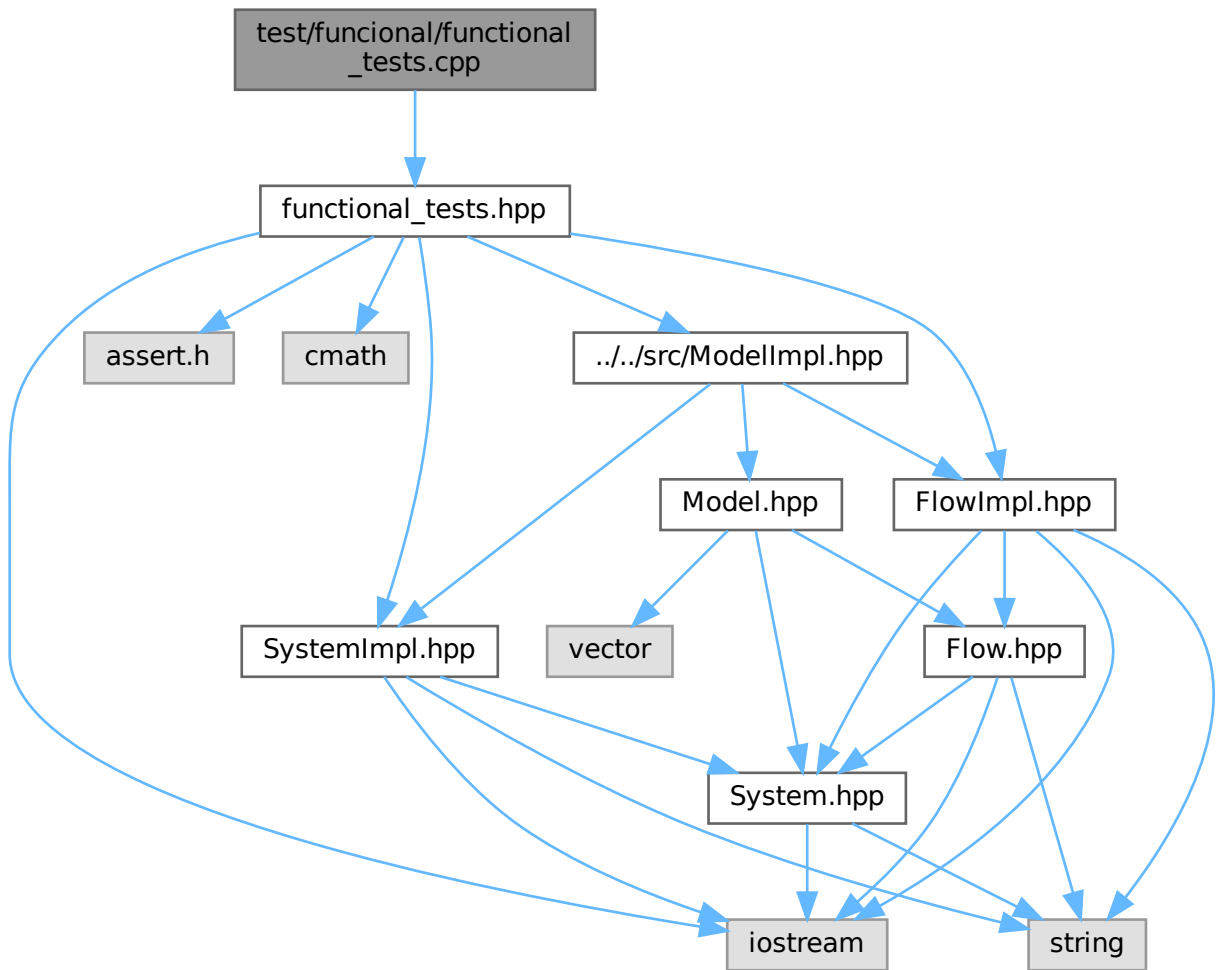 test/funcional/functional
_tests.cpp
functional_tests.hpp
assert.h
cmath
../../src/ModelImpl.hpp
Model.hpp
FlowImpl.hpp
SystemImpl.hpp
vector
Flow.hpp
System.hpp
iostream
string